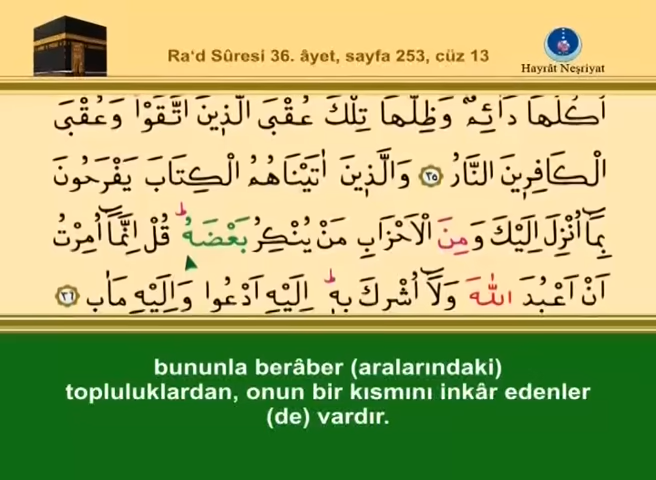 Ra'd Sûresi 36. âyet, sayfa 253, cüz 13
Hayrât Neşriyat
اُكُلُهَا دَٓائِمٌ وَظِلُّهَا تِلْكَ عُقْبَى الَّذٖينَ اتَّقَوْا وَعُقْبَى
الْكَافِرٖينَ النَّارُ ٣٥ وَالَّذٖينَ اٰتَيْنَاهُمُ الْكِتَابَ يَفْرَحُونَ
بِمَٓا اُنْزِلَ اِلَيْكَ وَمِنَ الْاَحْزَابِ مَنْ يُنْكِرُ بَعْضَهُ ط قُلْ اِنَّمَٓا اُمِرْتُ
اَنْ اَعْبُدَ اللّٰهَ وَلَٓا اُشْرِكَ بِهٖ ط اِلَيْهِ اَدْعُوا وَاِلَيْهِ مَاٰبِ ٣٦
bununla berâber (aralarındaki)
topluluklardan, onun bir kısmını inkâr edenler
(de) vardır.